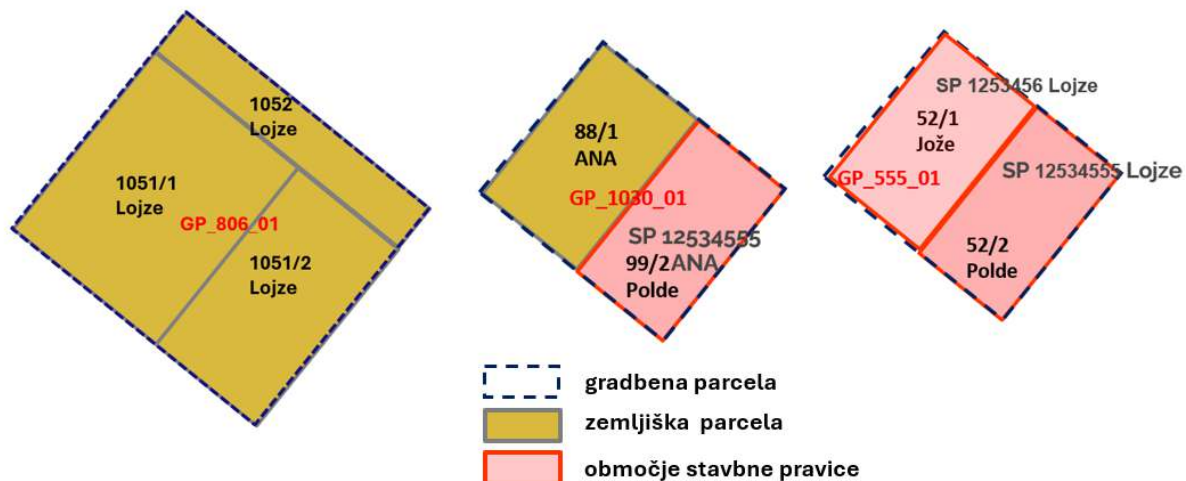 1052
Lojze
1051/1
Lojze
GP_806_01
1051/2
Lojze
88/1
ANA
GP_1030_01
SP 12534555
99/2 ANA
Polde
SP 1253456 Lojze
52/1
Jože
GP_555_01
SP 12534555 Lojze
52/2
Polde
gradbena parcela
zemljiška parcela
območje stavbne pravice